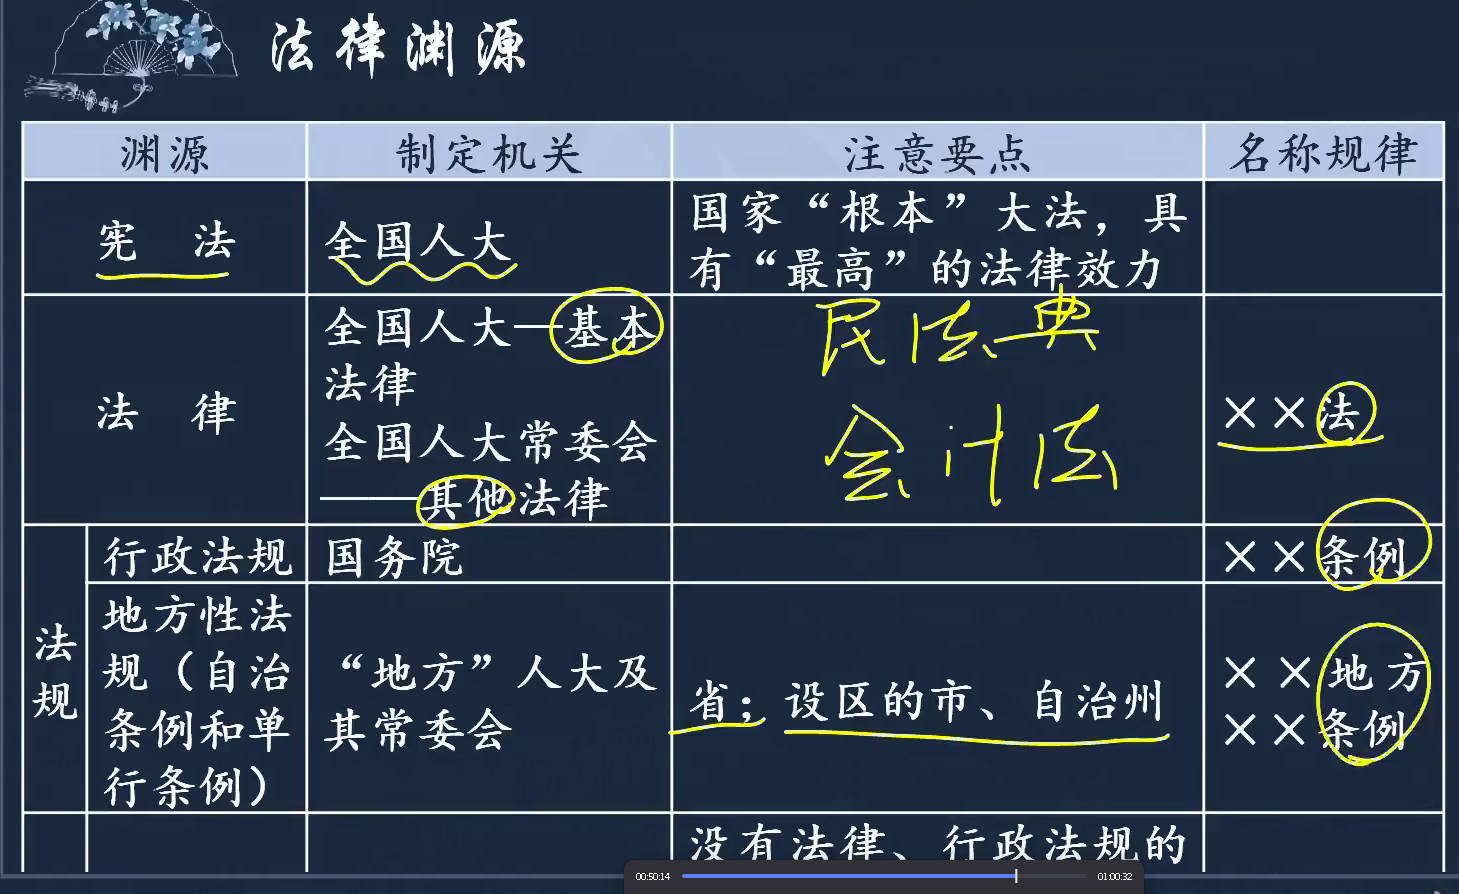 法律渊源
渊源 制定机关 注意要点 名称规律
宪 法
全国人大
国家“根本”大法，具
有“最高”的法律效力
法 律
全国人大—基本
法律
全国人大常委会
——其他法律
民法典
会计法
××法
法
规
行政法规
国务院
××条例
地方性法
规（自治
条例和单
行条例）
“地方”人大及
其常委会
省；设区的市、自治州
××地方
××条例
没有法律、行政法规的
00:50:14
01:00:32